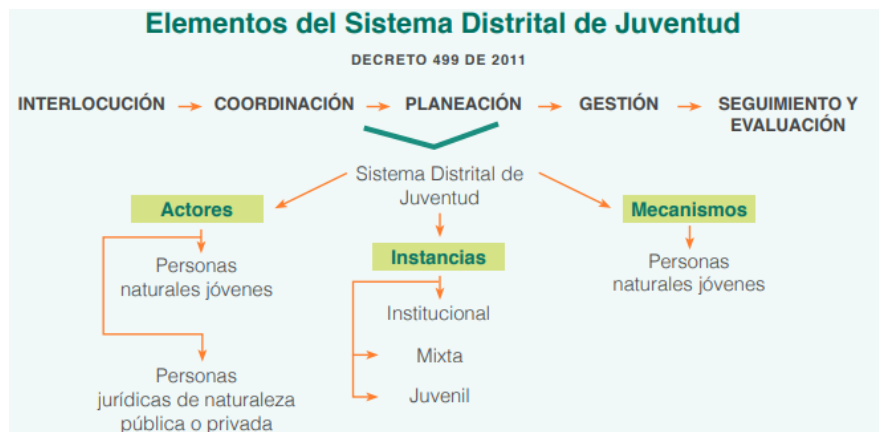 Elementos del Sistema Distrital de Juventud
DECRETO 499 DE 2011
INTERLOCUCIÓN COORDINACIÓN PLANEACIÓN GESTIÓN SEGUIMIENTO Y
EVALUACIÓN
Sistema Distrital de
Juventud
Actores
Personas
naturales jóvenes
Personas
jurídicas de naturaleza
pública o privada
Instancias
Institucional
Mixta
Juvenil
Mecanismos
Personas
naturales jóvenes